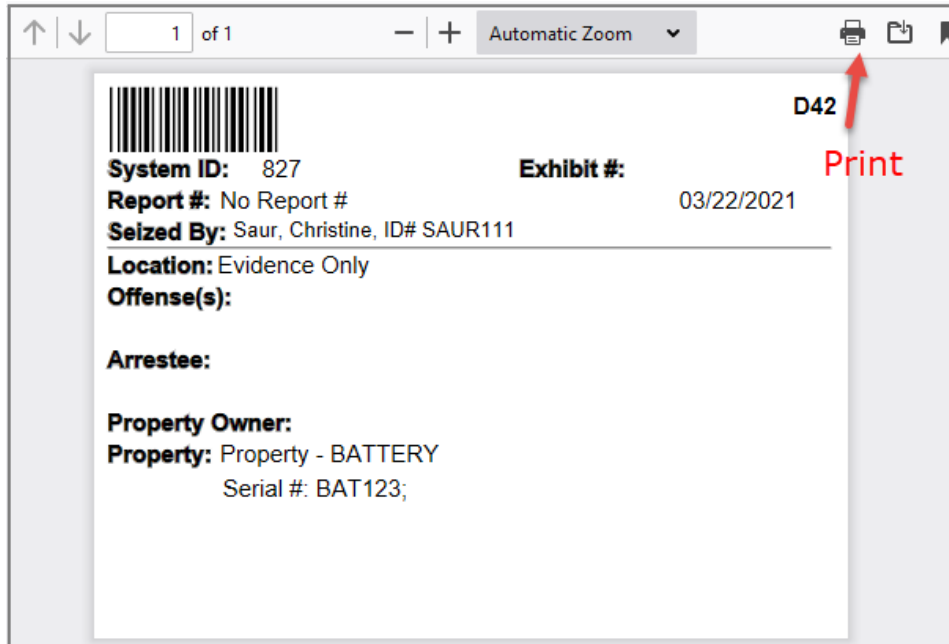 1 of 1 Automatic Zoom
D42
Print
System ID: 827 Exhibit #:
Report #: No Report # 03/22/2021
Seized By: Saur, Christine, ID# SAUR111
Location: Evidence Only
Offense(s):
Arrestee:
Property Owner:
Property: Property - BATTERY
Serial #: BAT123;